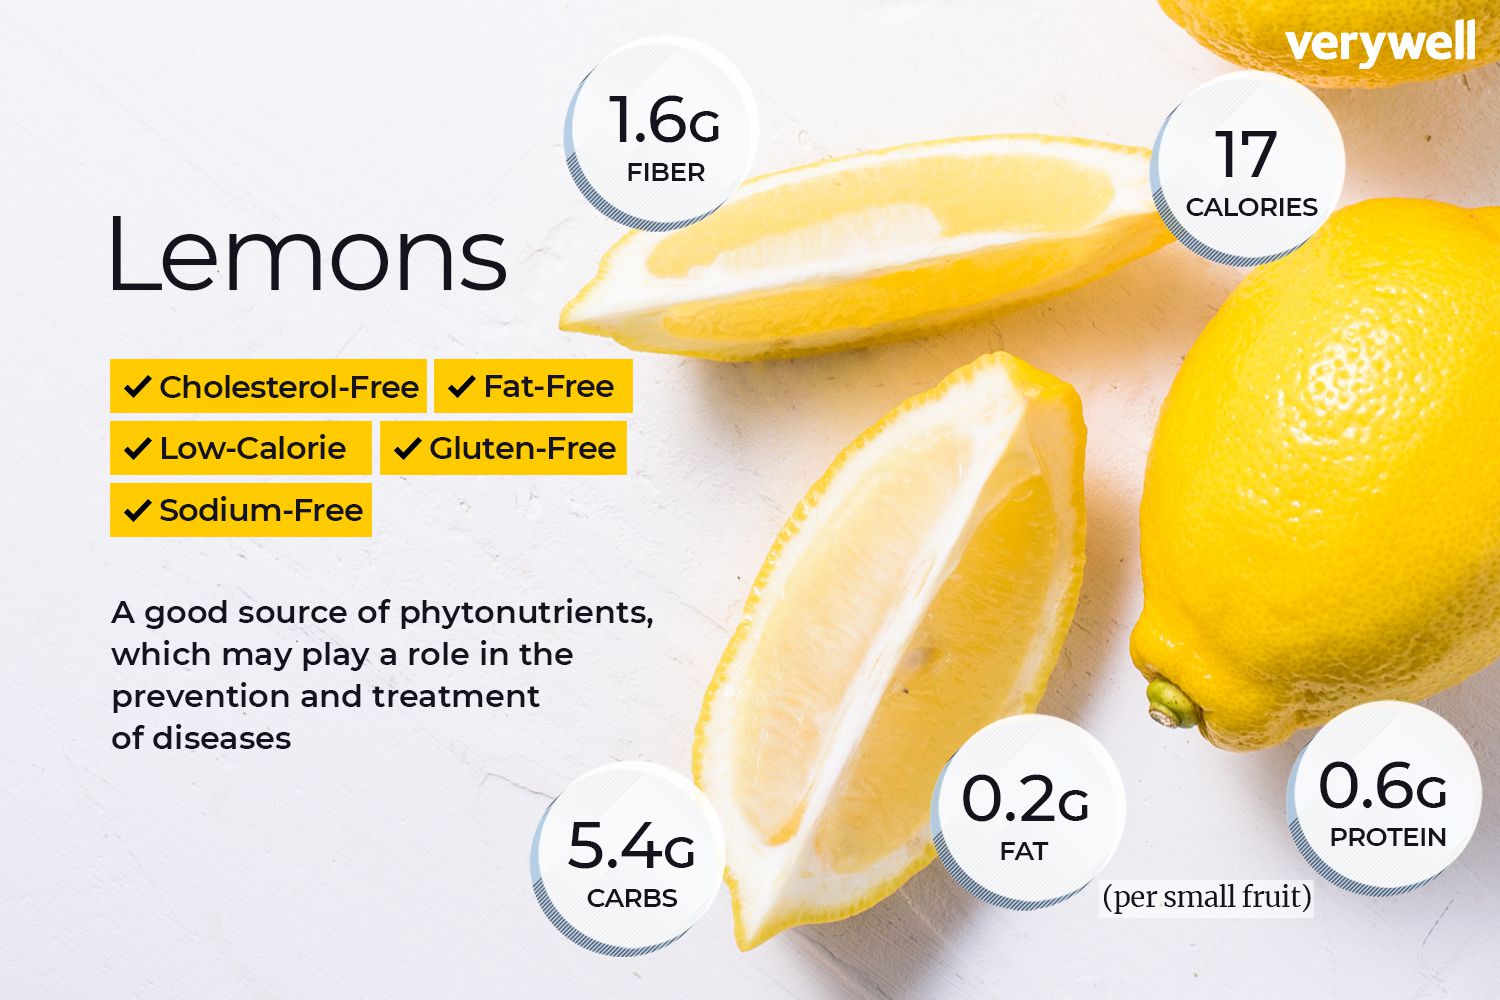 verywell
1.6G
FIBER
17
CALORIES
Lemons
✓ Cholesterol-Free ✓ Fat-Free
✓ Low-Calorie ✓ Gluten-Free
✓ Sodium-Free
A good source of phytonutrients,
which may play a role in the
prevention and treatment
of diseases
5.4G
CARBS
0.2G
FAT
0.6G
PROTEIN
(per small fruit)